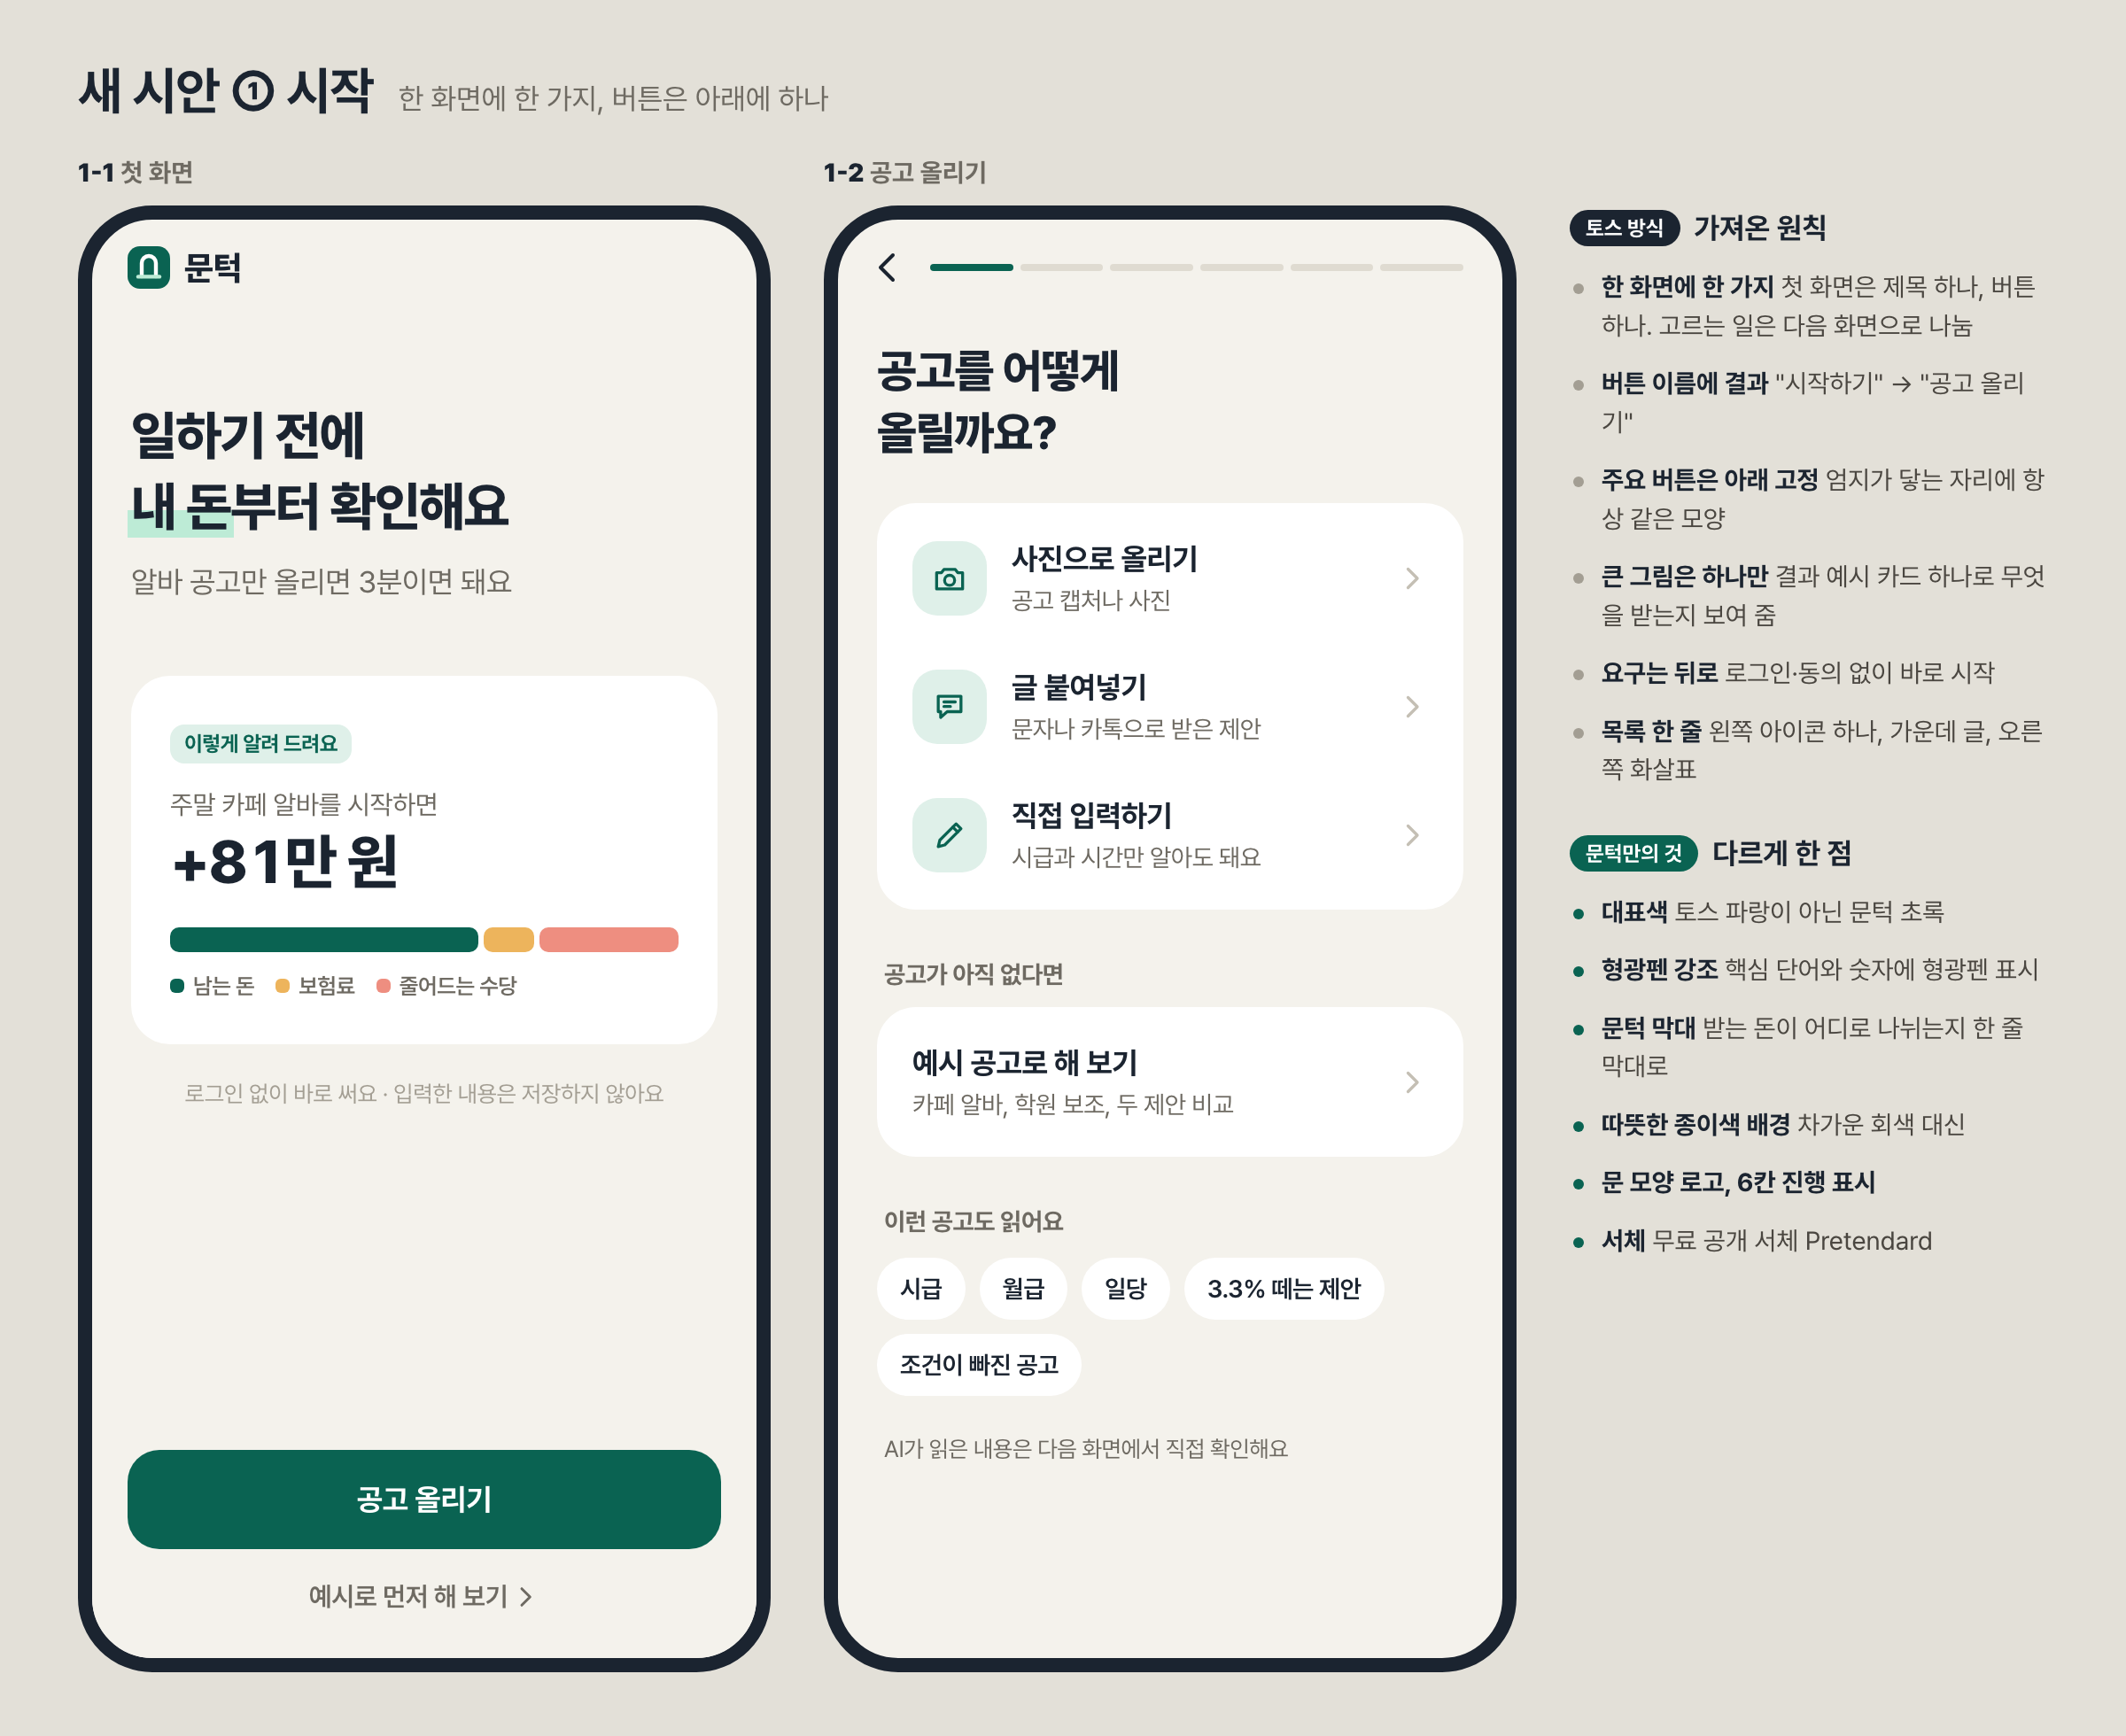 새 시안 ① 시작 한 화면에 한 가지, 버튼은 아래에 하나
1-1 첫 화면
문턱
일하기 전에
내 돈부터 확인해요
알바 공고만 올리면 3분이면 돼요
이렇게 알려 드려요
주말 카페 알바를 시작하면
+81만 원
남는 돈 보험료 줄어드는 수당
로그인 없이 바로 써요 · 입력한 내용은 저장하지 않아요
공고 올리기
예시로 먼저 해 보기
1-2 공고 올리기
공고를 어떻게
올릴까요?
사진으로 올리기
공고 캡처나 사진
글 붙여넣기
문자나 카톡으로 받은 제안
직접 입력하기
시급과 시간만 알아도 돼요
공고가 아직 없다면
예시 공고로 해 보기
카페 알바, 학원 보조, 두 제안 비교
이런 공고도 읽어요
시급 월급 일당 3.3% 떼는 제안
조건이 빠진 공고
AI가 읽은 내용은 다음 화면에서 직접 확인해요
토스 방식 가져온 원칙
한 화면에 한 가지 첫 화면은 제목 하나, 버튼
하나. 고르는 일은 다음 화면으로 나눔
버튼 이름에 결과 "시작하기" → "공고 올리
기"
주요 버튼은 아래 고정 엄지가 닿는 자리에 항
상 같은 모양
큰 그림은 하나만 결과 예시 카드 하나로 무엇
을 받는지 보여 줌
요구는 뒤로 로그인·동의 없이 바로 시작
목록 한 줄 왼쪽 아이콘 하나, 가운데 글, 오른
쪽 화살표
문턱만의 것 다르게 한 점
대표색 토스 파랑이 아닌 문턱 초록
형광펜 강조 핵심 단어와 숫자에 형광펜 표시
문턱 막대 받는 돈이 어디로 나뉘는지 한 줄
막대로
따뜻한 종이색 배경 차가운 회색 대신
문 모양 로고, 6칸 진행 표시
서체 무료 공개 서체 Pretendard